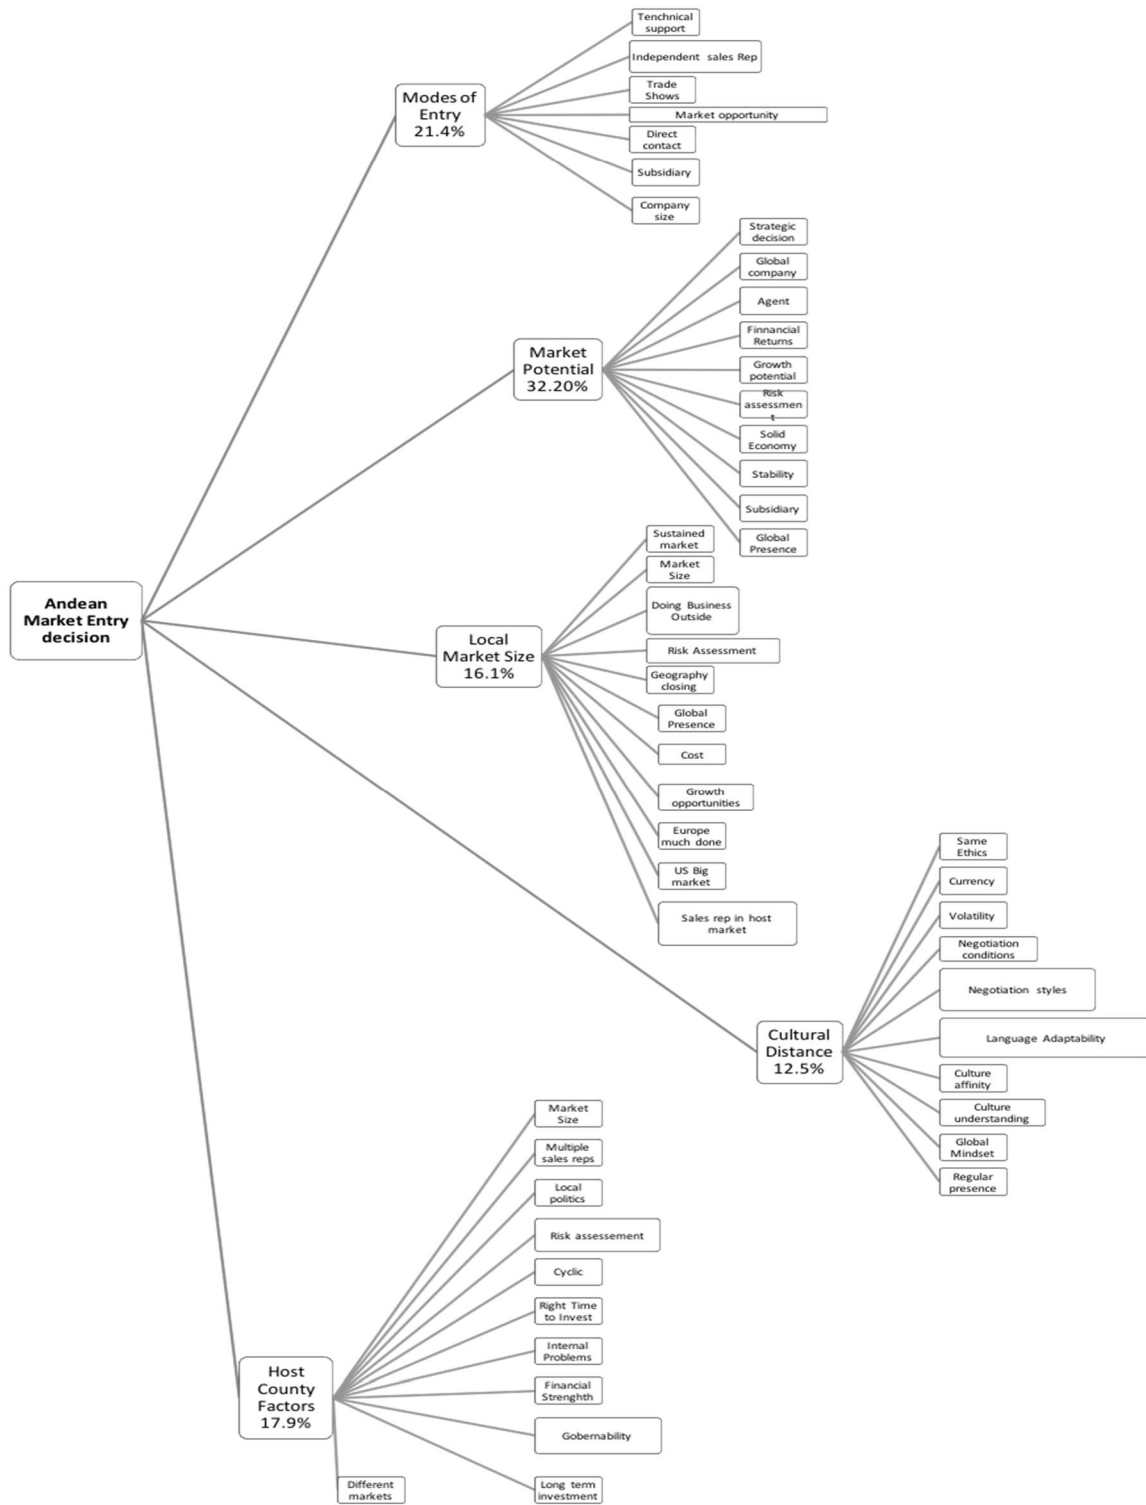 Tenchnical
support
Independent sales Rep
Trade
Shows
Market opportunity
Direct
contact
Subsidiary
Company
size
Modes of
Entry
21.4%
Strategic
decision
Global
company
Agent
Finnancial
Returns
Growth
potential
Risk
assessmen
t
Solid
Economy
Stability
Subsidiary
Global
Presence
Market
Potential
32.20%
Andean
Market Entry
decision
Sustained
market
Market
Size
Doing Business
Outside
Risk Assessment
Geography
closing
Global
Presence
Cost
Growth
opportunities
Europe
much done
US Big
market
Sales rep in host
market
Local
Market Size
16.1%
Same
Ethics
Currency
Volatility
Negotiation
conditions
Negotiation styles
Language Adaptability
Culture
affinity
Culture
understanding
Global
Mindset
Regular
presence
Cultural
Distance
12.5%
Market
Size
Multiple
sales reps
Local
politics
Risk assessement
Cyclic
Right Time
to Invest
Internal
Problems
Financial
Strenghth
Gobernability
Long term
investment
Host
County
Factors
17.9%
Different
markets